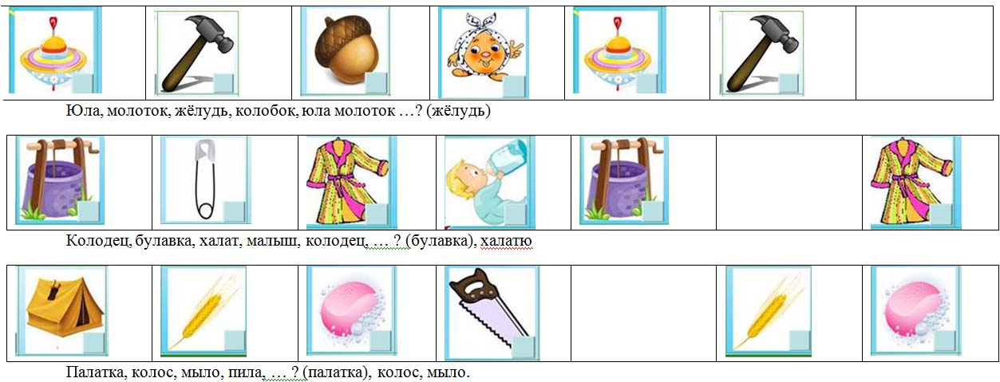 Юла, молоток, жёлудь, колобок, юла молоток …? (жёлудь)
Колодец, булавка, халат, малыш, колодец, … ? (булавка), халатю
Палатка, колос, мыло, пила, … ? (палатка), колос, мыло.